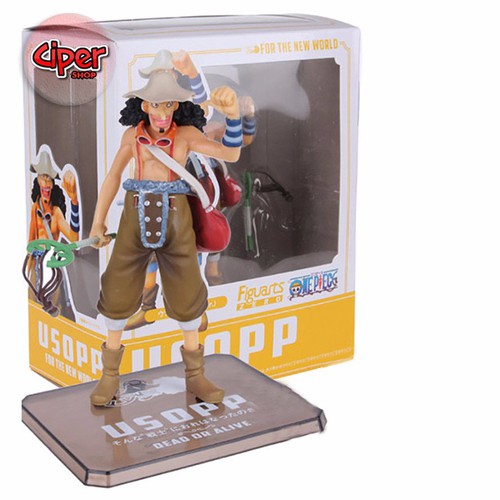 Ciper
SHOP
FOR THE NEW WORLD
Figuarts
ZERO
ONE PIECE
USOPP
FOR THE NEW WORLD
USOPP
USOPP
DEAD OR ALIVE